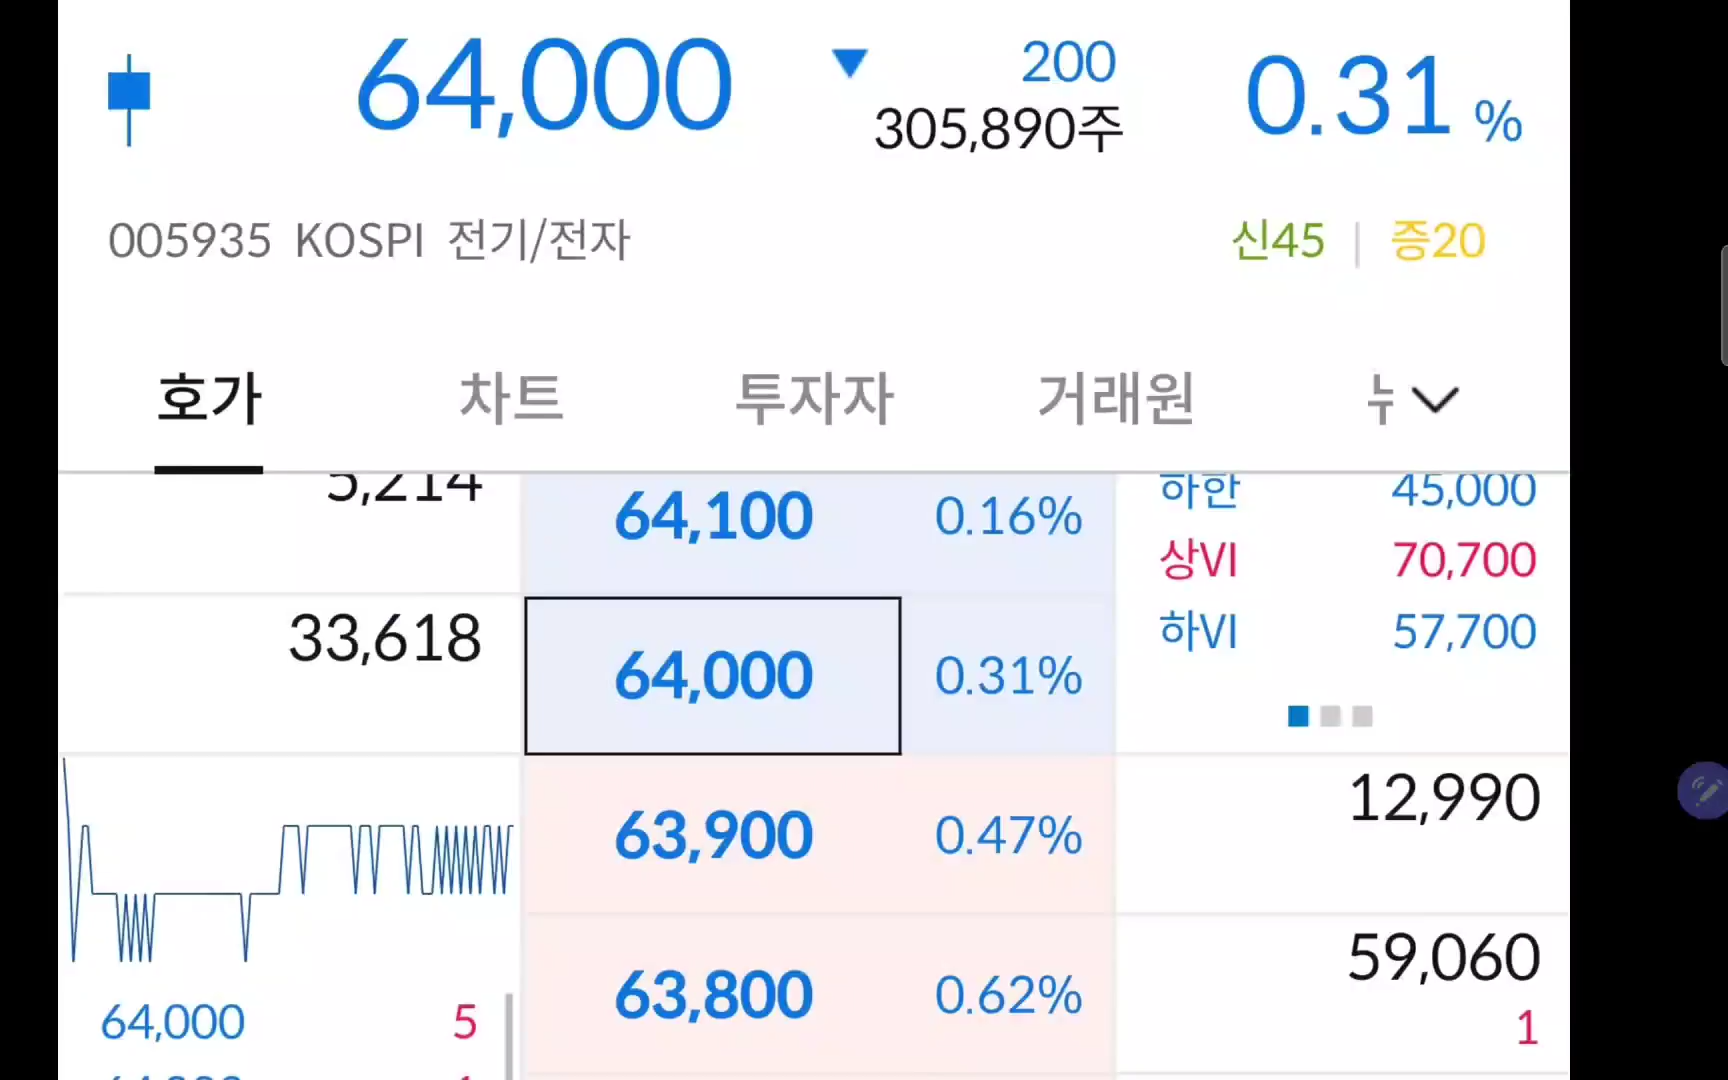 64,000 ▼ 200 0.31 %
305,890주
005935 KOSPI 전기/전자 신45 | 증20
호가 차트 투자자 거래원
5,214 64,100 0.16% 하한 45,000
상VI 70,700
33,618 64,000 0.31% 하VI 57,700
63,900 0.47% 12,990
63,800 0.62% 59,060
64,000 5 1